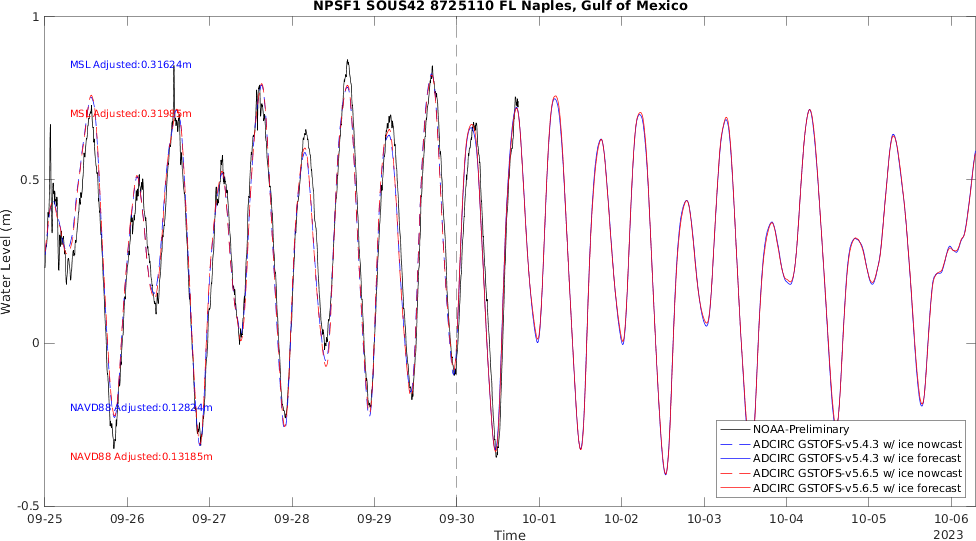 NPSF1 SOUS42 8725110 FL Naples, Gulf of Mexico
1
0.5
0
-0.5
Water Level (m)
MSL Adjusted:0.31624m
MSL Adjusted:0.31985m
NAVD88 Adjusted:0.12824m
NAVD88 Adjusted:0.13185m
NOAA-Preliminary
ADCIRC GSTOFS-v5.4.3 w/ ice nowcast
ADCIRC GSTOFS-v5.4.3 w/ ice forecast
ADCIRC GSTOFS-v5.6.5 w/ ice nowcast
ADCIRC GSTOFS-v5.6.5 w/ ice forecast
09-25 09-26 09-27 09-28 09-29 09-30 10-01 10-02 10-03 10-04 10-05 10-06
Time
2023